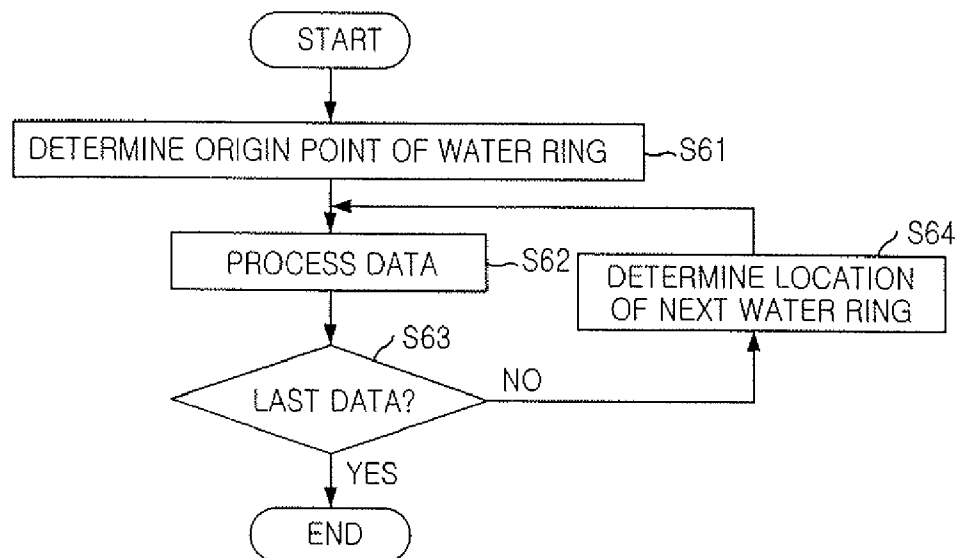 START
DETERMINE ORIGIN POINT OF WATER RING
S61
PROCESS DATA
S62
S64
DETERMINE LOCATION
OF NEXT WATER RING
S63
LAST DATA?
NO
YES
END